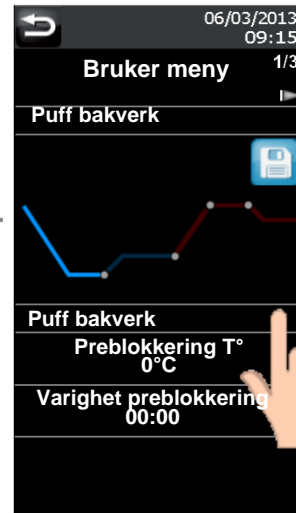 06/03/2013
09:15
Bruker meny
1/3
Puff bakverk
Puff bakverk
Preblokkering T°
0°C
Varighet preblokkering
00:00